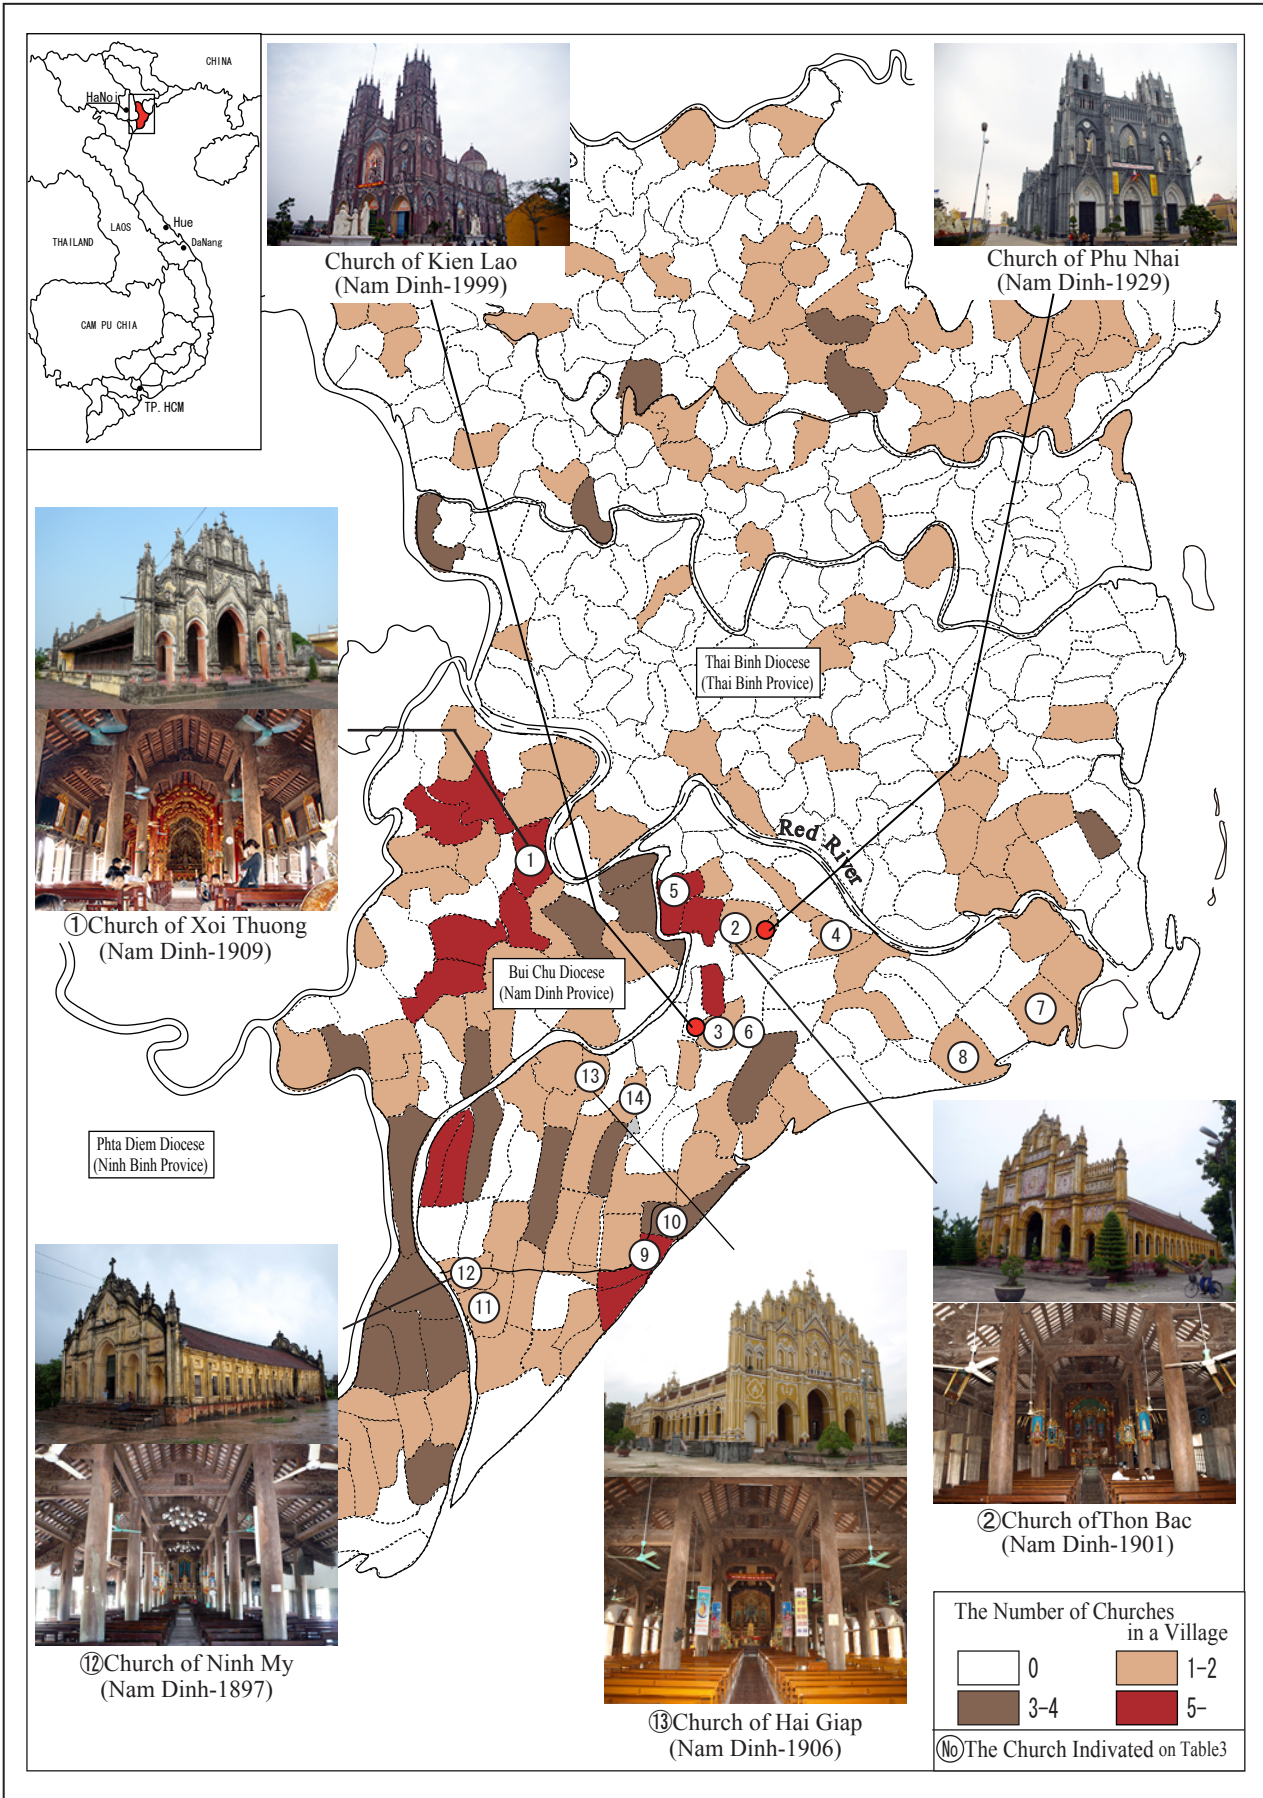 CHINA
HaNoi
LAOS
Hue
THAILAND
DaNang
CAM PU CHIA
TP. HCM
Church of Kien Lao
(Nam Dinh-1999)
Church of Phu Nhai
(Nam Dinh-1929)
①Church of Xoi Thuong
(Nam Dinh-1909)
Thai Binh Diocese
(Thai Binh Provice)
Red River
1
5
2
4
Bui Chu Diocese
(Nam Dinh Provice)
3
6
7
8
13
14
Phta Diem Diocese
(Ninh Binh Provice)
10
9
12
11
②Church ofThon Bac
(Nam Dinh-1901)
⑫Church of Ninh My
(Nam Dinh-1897)
⑬Church of Hai Giap
(Nam Dinh-1906)
The Number of Churches
in a Village
0
1-2
3-4
5-
No The Church Indivated on Table3